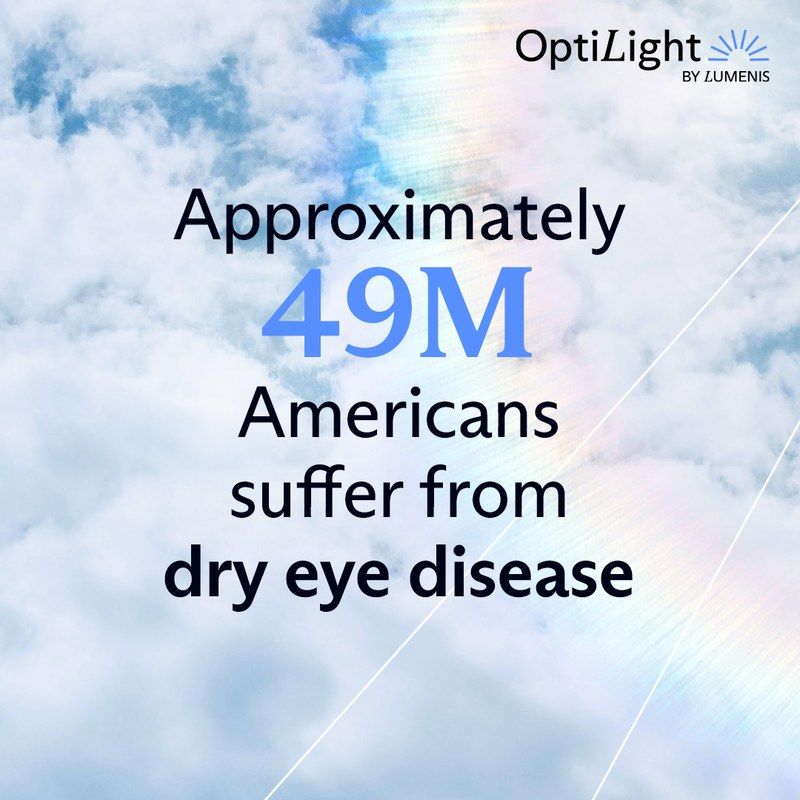 OptiLight
BY LUMENIS
Approximately
49M
Americans
suffer from
dry eye disease